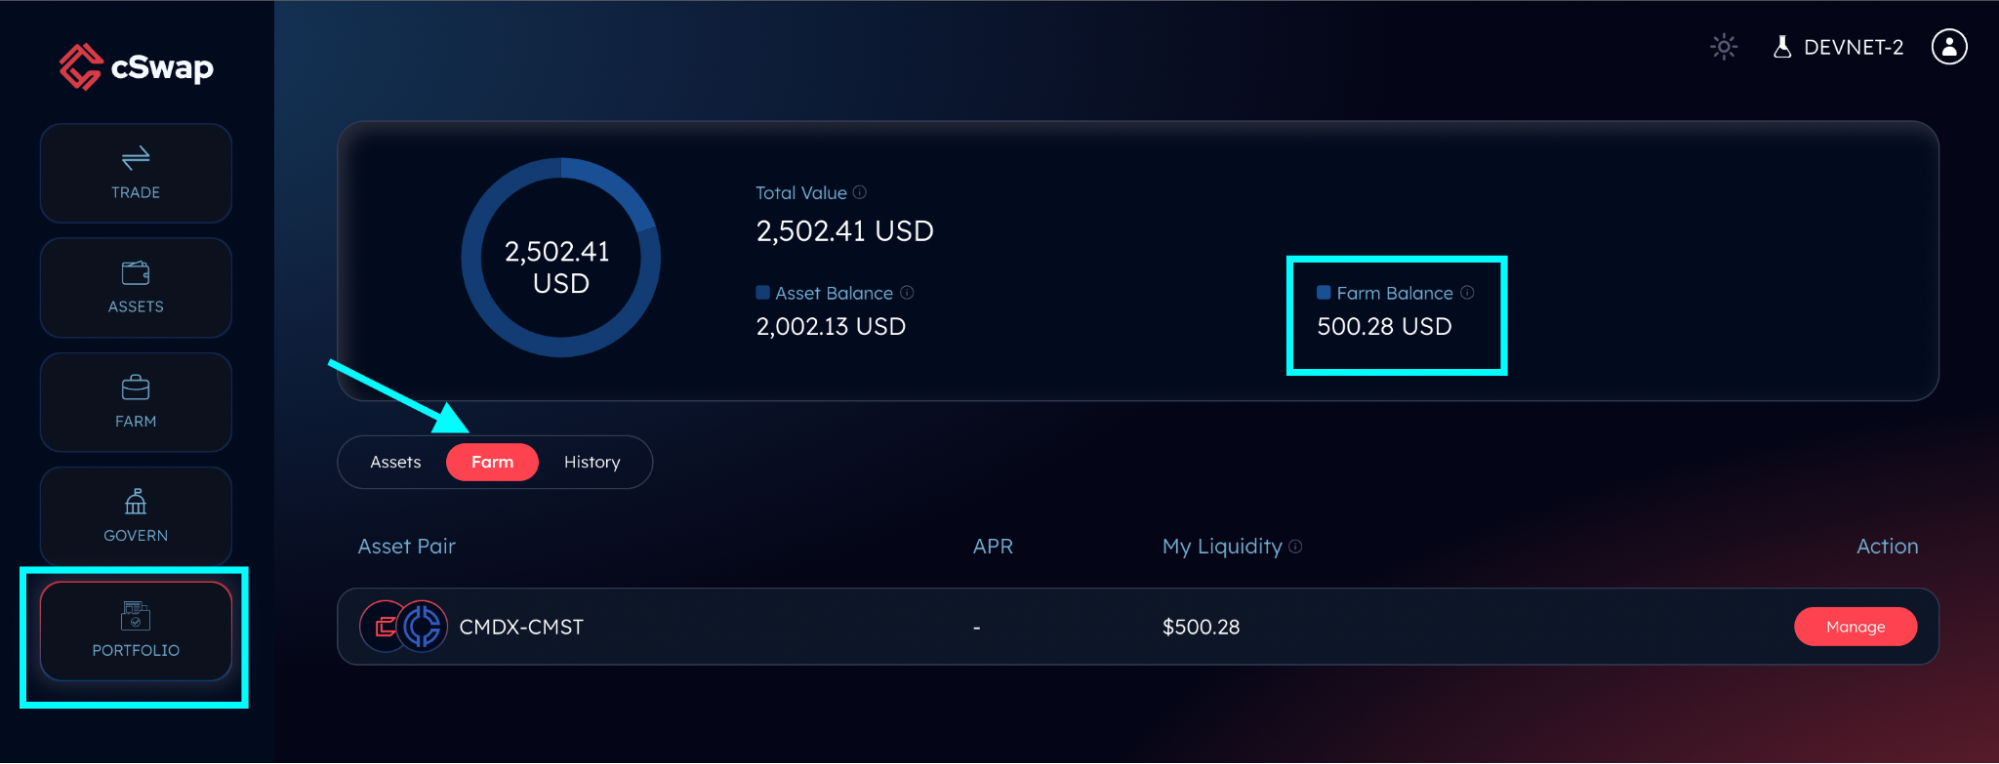 cSwap
TRADE
ASSETS
FARM
GOVERN
PORTFOLIO
DEVNET-2
2,502.41
USD
Total Value
2,502.41 USD
Asset Balance
2,002.13 USD
Farm Balance
500.28 USD
Assets Farm History
Asset Pair APR My Liquidity Action
CMDX-CMST - $500.28 Manage